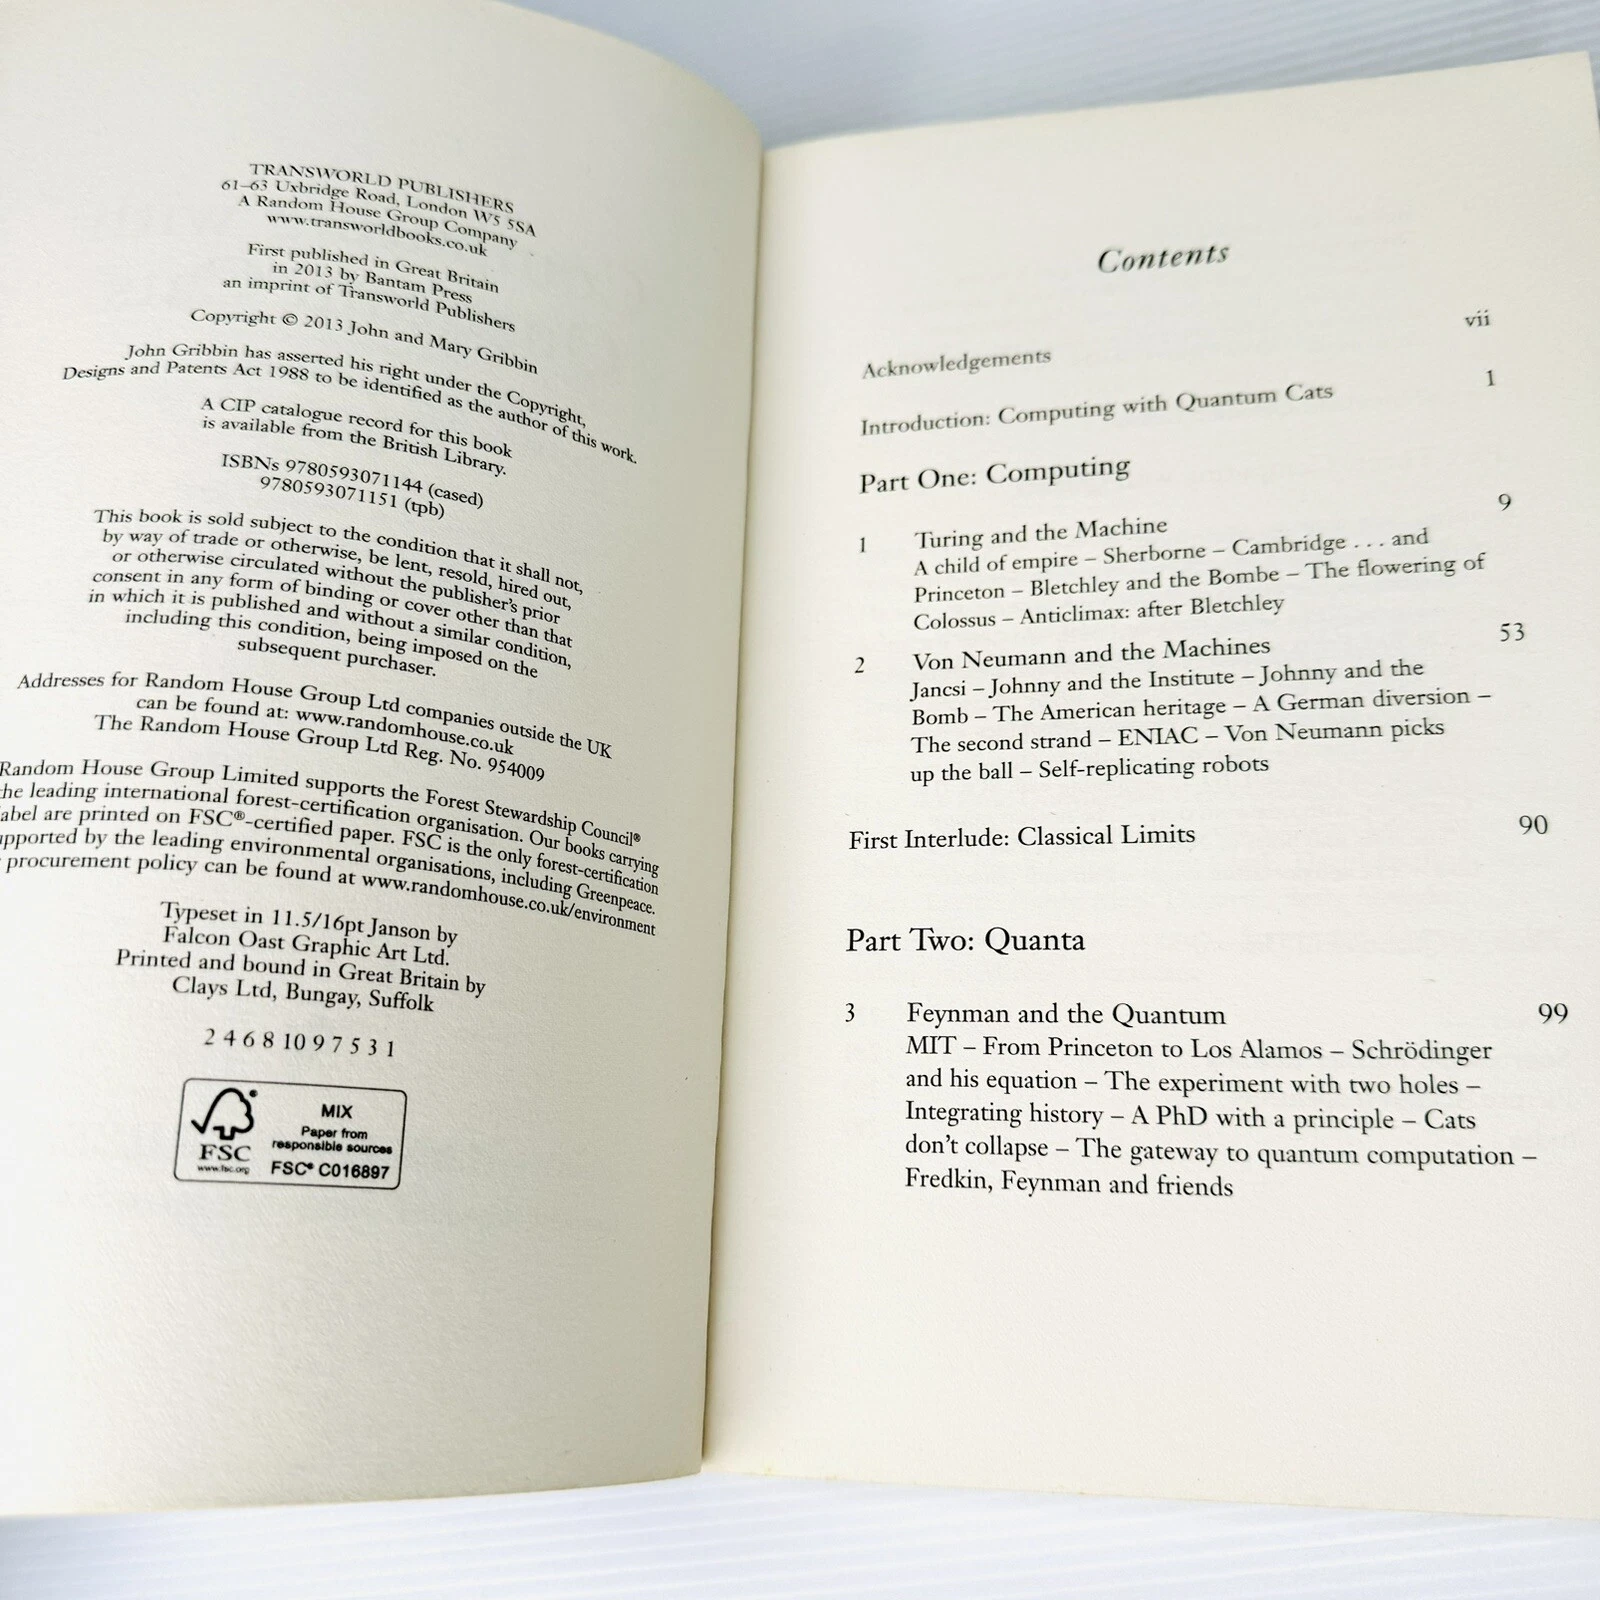 TRANSWORLD PUBLISHERS
61–63 Uxbridge Road, London W5 5SA
A Random House Group Company
www.transworldbooks.co.uk
First published in Great Britain
in 2013 by Bantam Press
an imprint of Transworld Publishers
Copyright © 2013 John and Mary Gribbin
John Gribbin has asserted his right under the Copyright,
Designs and Patents Act 1988 to be identified as the author of this work.
A CIP catalogue record for this book
is available from the British Library.
ISBNs 9780593071144 (cased)
9780593071151 (tpb)
This book is sold subject to the condition that it shall not,
by way of trade or otherwise, be lent, resold, hired out,
or otherwise circulated without the publisher's prior
consent in any form of binding or cover other than that
in which it is published and without a similar condition,
including this condition, being imposed on the
subsequent purchaser.
Addresses for Random House Group Ltd companies outside the UK
can be found at: www.randomhouse.co.uk
The Random House Group Ltd Reg. No. 954009
Random House Group Limited supports the Forest Stewardship Council®
the leading international forest-certification organisation. Our books carrying
label are printed on FSC®-certified paper. FSC is the only forest-certification
supported by the leading environmental organisations, including Greenpeace.
procurement policy can be found at www.randomhouse.co.uk/environment
Typeset in 11.5/16pt Janson by
Falcon Oast Graphic Art Ltd.
Printed and bound in Great Britain by
Clays Ltd, Bungay, Suffolk
2 4 6 8 10 9 7 5 3 1
FSC
www.fsc.org
MIX
Paper from
responsible sources
FSC® C016897
Contents
Acknowledgements vii
Introduction: Computing with Quantum Cats 1
Part One: Computing
1 Turing and the Machine 9
A child of empire – Sherborne – Cambridge . . . and
Princeton – Bletchley and the Bombe – The flowering of
Colossus – Anticlimax: after Bletchley
2 Von Neumann and the Machines 53
Jancsi – Johnny and the Institute – Johnny and the
Bomb – The American heritage – A German diversion –
The second strand – ENIAC – Von Neumann picks
up the ball – Self-replicating robots
First Interlude: Classical Limits 90
Part Two: Quanta
3 Feynman and the Quantum 99
MIT – From Princeton to Los Alamos – Schrödinger
and his equation – The experiment with two holes –
Integrating history – A PhD with a principle – Cats
don't collapse – The gateway to quantum computation –
Fredkin, Feynman and friends